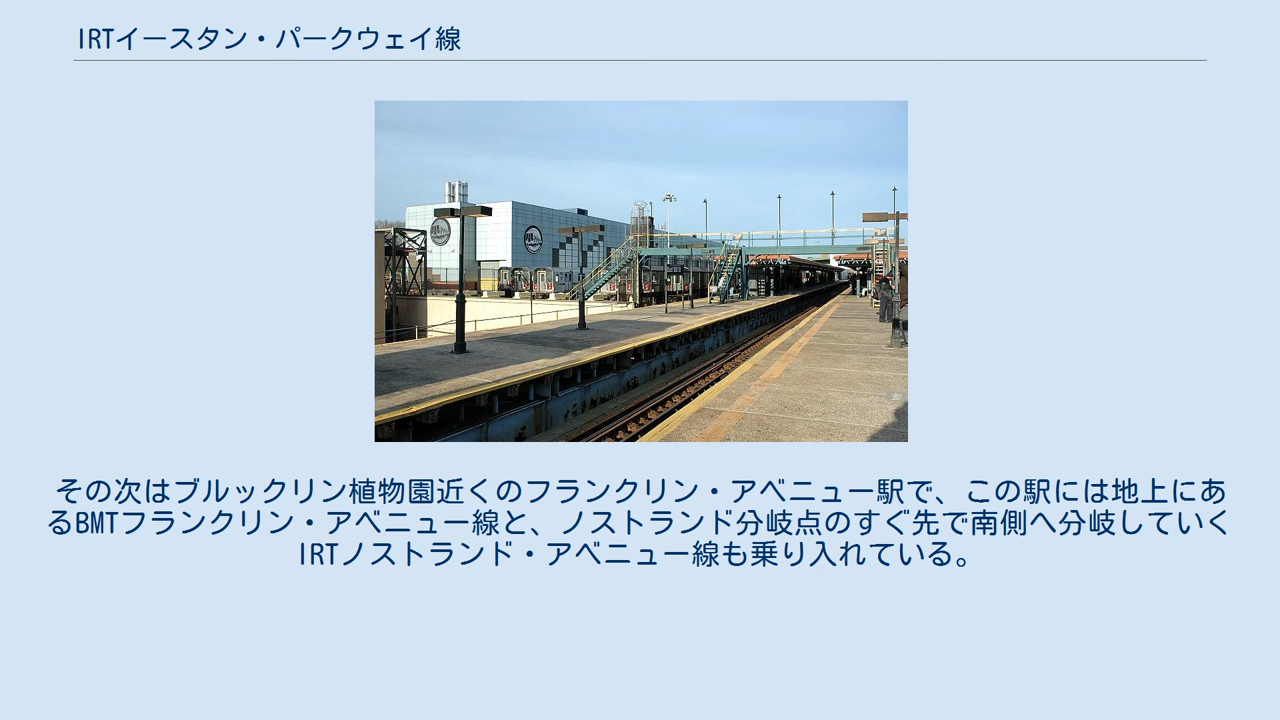 IRTイースタン・パークウェイ線
その次はブルックリン植物園近くのフランクリン・アベニュー駅で、この駅には地上にあ
るBMTフランクリン・アベニュー線と、ノストランド分岐点のすぐ先で南側へ分岐していく
IRTノストランド・アベニュー線も乗り入れている。